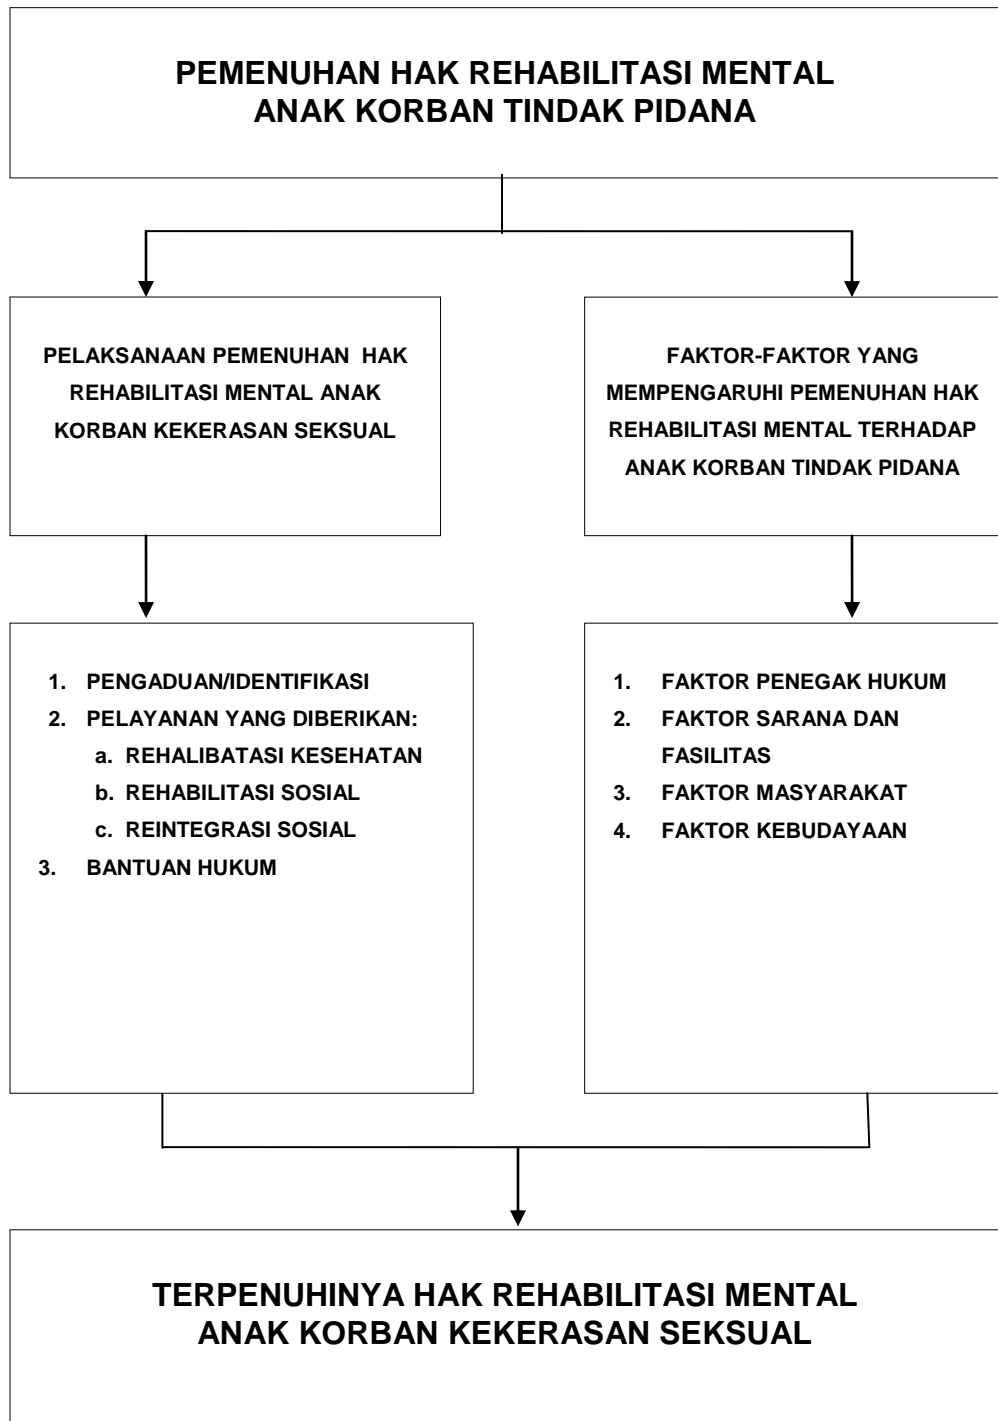 PEMENUHAN HAK REHABILITASI MENTAL
ANAK KORBAN TINDAK PIDANA
PELAKSANAAN PEMENUHAN HAK
REHABILITASI MENTAL ANAK
KORBAN KEKERASAN SEKSUAL
FAKTOR-FAKTOR YANG
MEMPENGARUHI PEMENUHAN HAK
REHABILITASI MENTAL TERHADAP
ANAK KORBAN TINDAK PIDANA
1. PENGADUAN/IDENTIFIKASI
2. PELAYANAN YANG DIBERIKAN:
a. REHALIBATASI KESEHATAN
b. REHABILITASI SOSIAL
c. REINTEGRASI SOSIAL
3. BANTUAN HUKUM
1. FAKTOR PENEGAK HUKUM
2. FAKTOR SARANA DAN
FASILITAS
3. FAKTOR MASYARAKAT
4. FAKTOR KEBUDAYAAN
TERPENUHINYA HAK REHABILITASI MENTAL
ANAK KORBAN KEKERASAN SEKSUAL